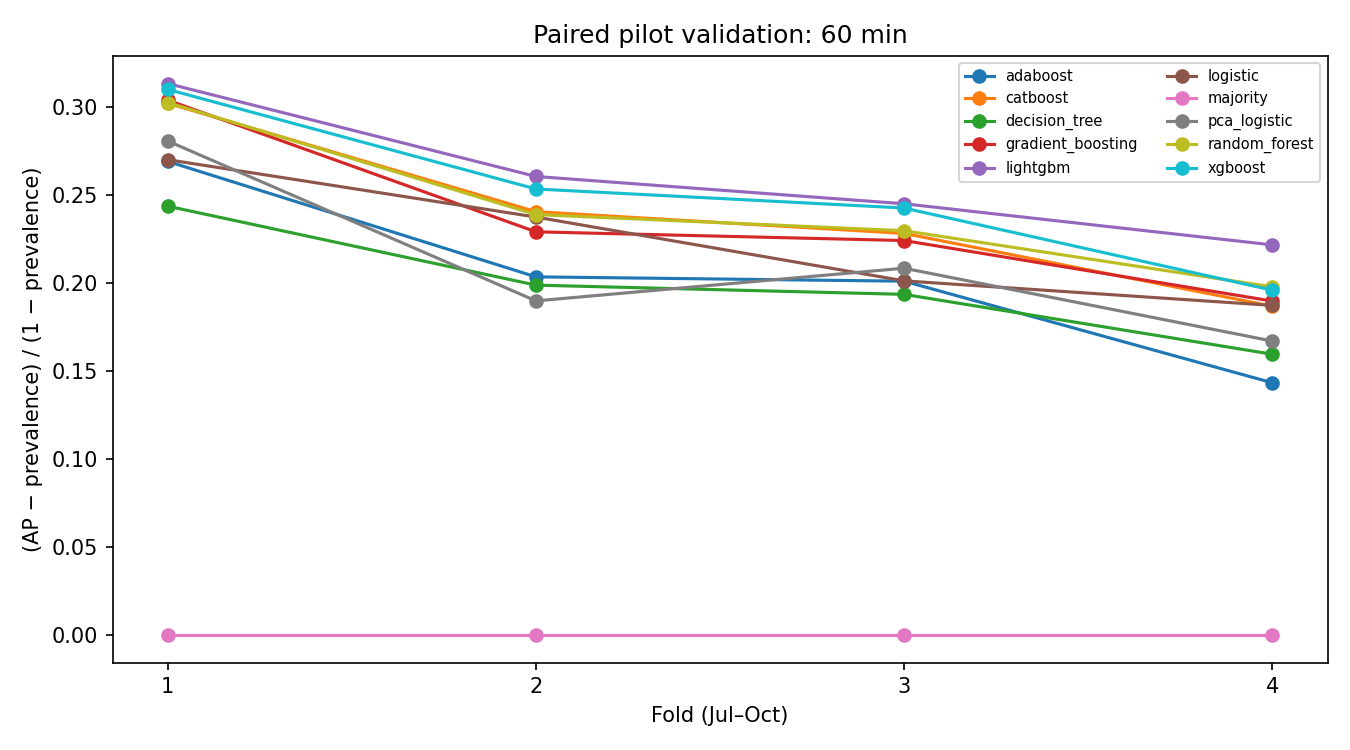 Paired pilot validation: 60 min
(AP − prevalence) / (1 − prevalence)
0.30
0.25
0.20
0.15
0.10
0.05
0.00
adaboost
catboost
decision_tree
gradient_boosting
lightgbm
logistic
majority
pca_logistic
random_forest
xgboost
1 2 3 4
Fold (Jul–Oct)